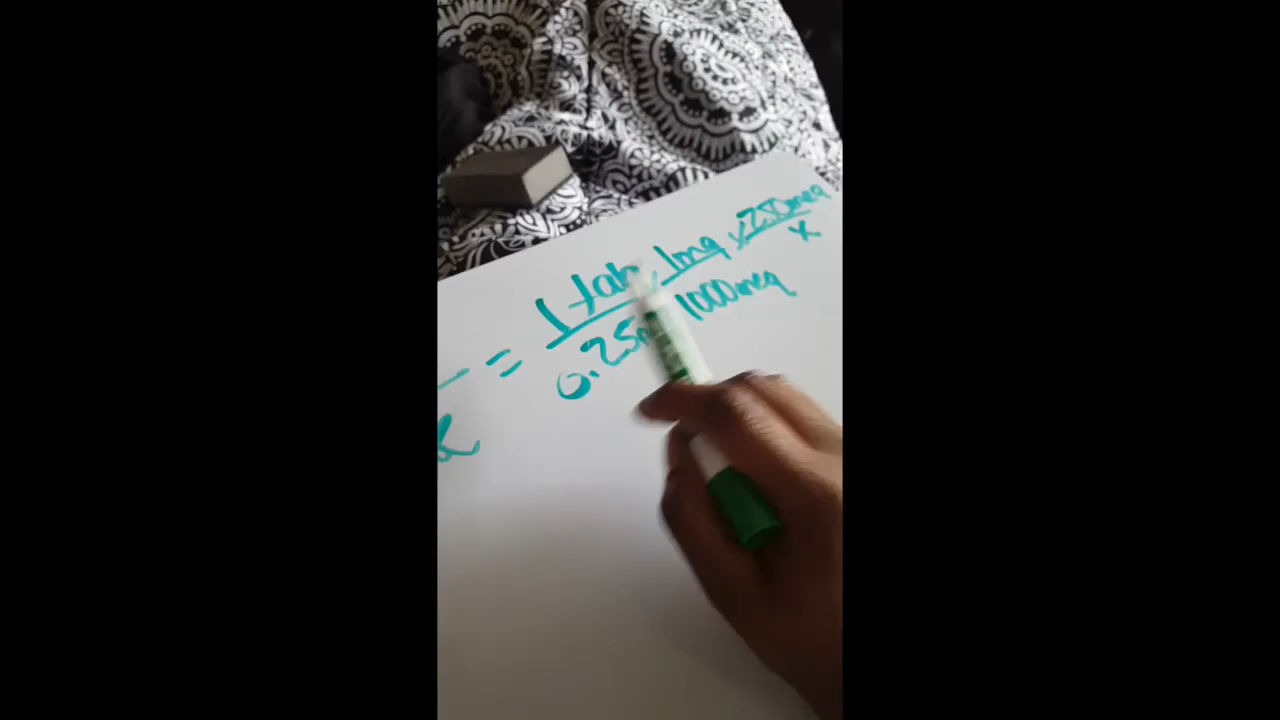 = 1 tab 1mg x 250mcg
0.25 1000mcg x